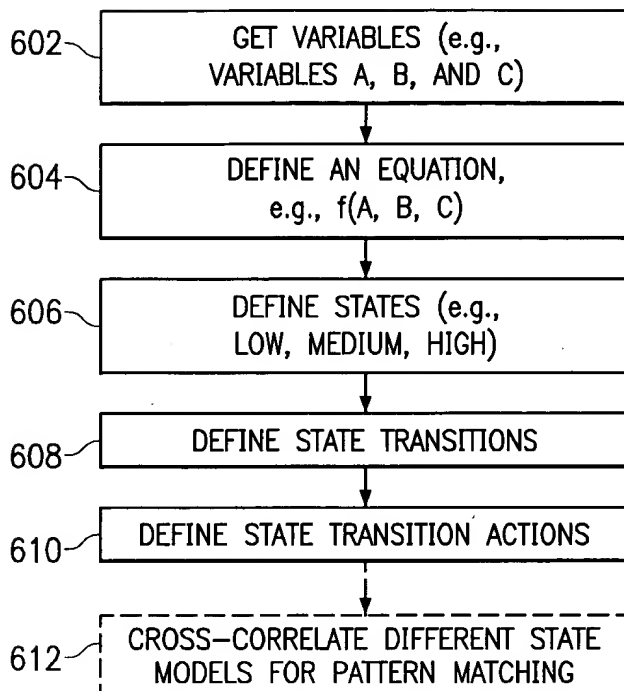 602
GET VARIABLES (e.g.,
VARIABLES A, B, AND C)
604
DEFINE AN EQUATION,
e.g., f(A, B, C)
606
DEFINE STATES (e.g.,
LOW, MEDIUM, HIGH)
608
DEFINE STATE TRANSITIONS
610
DEFINE STATE TRANSITION ACTIONS
612
CROSS-CORRELATE DIFFERENT STATE
MODELS FOR PATTERN MATCHING